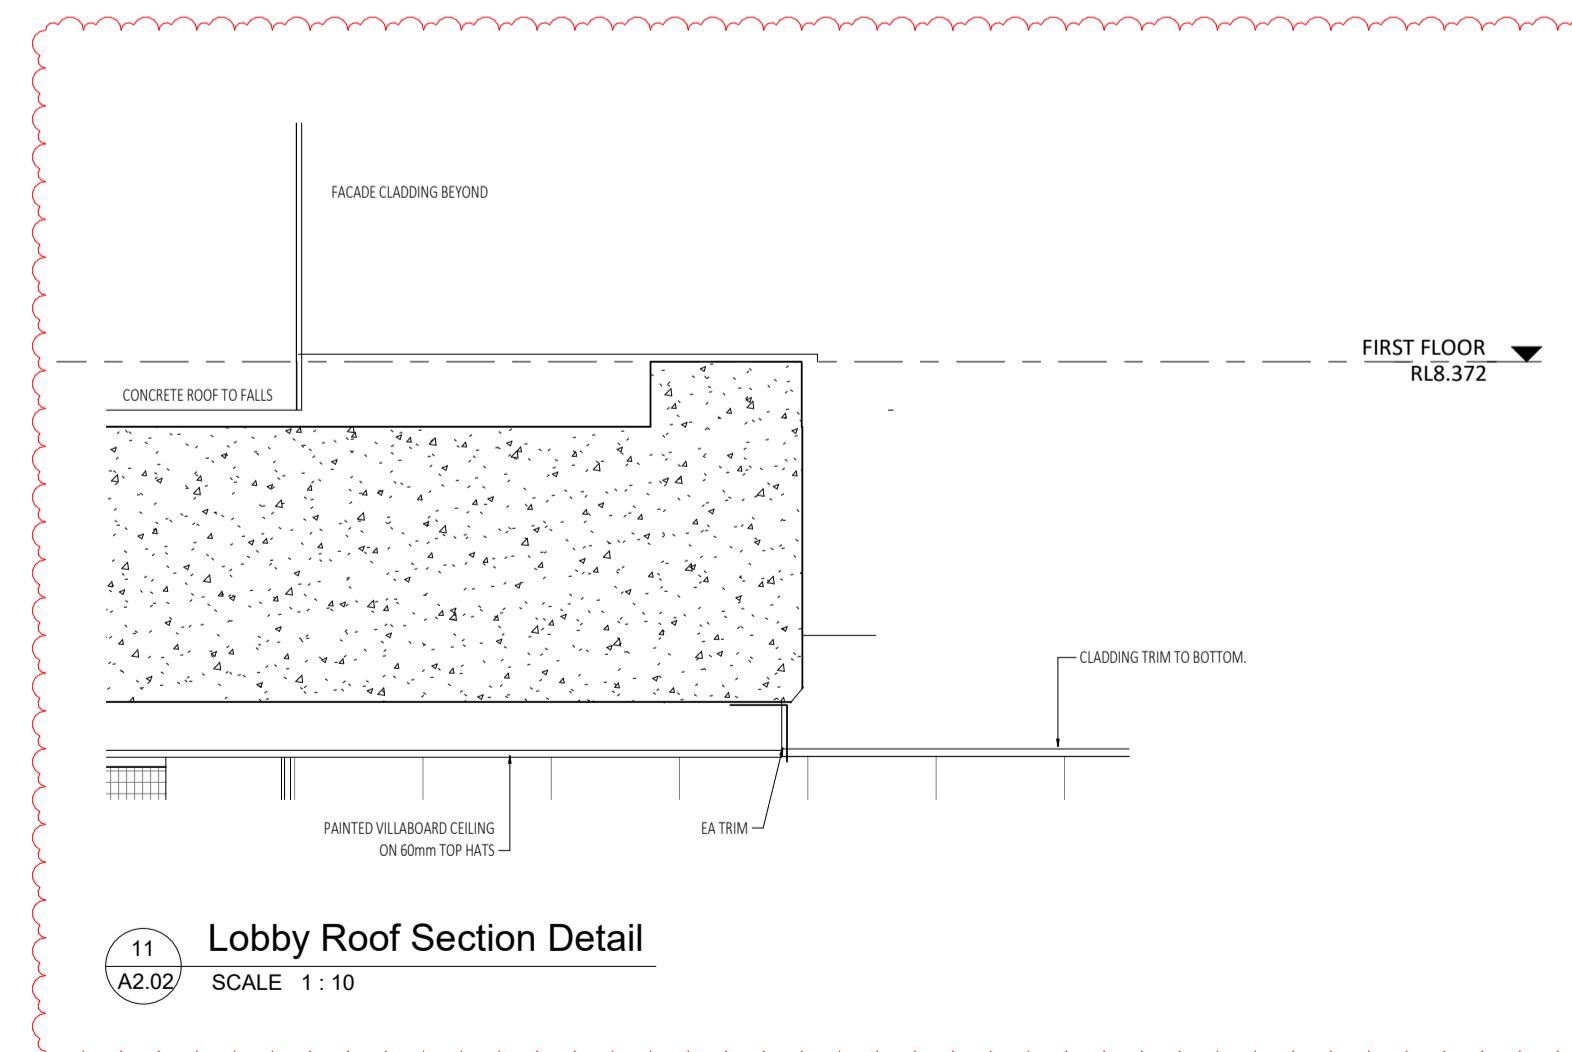 FACADE CLADDING BEYOND
FIRST FLOOR
RL8.372
CONCRETE ROOF TO FALLS
CLADDING TRIM TO BOTTOM.
PAINTED VILLABOARD CEILING
ON 60mm TOP HATS
EA TRIM
11
A2.02
Lobby Roof Section Detail
SCALE 1 : 10